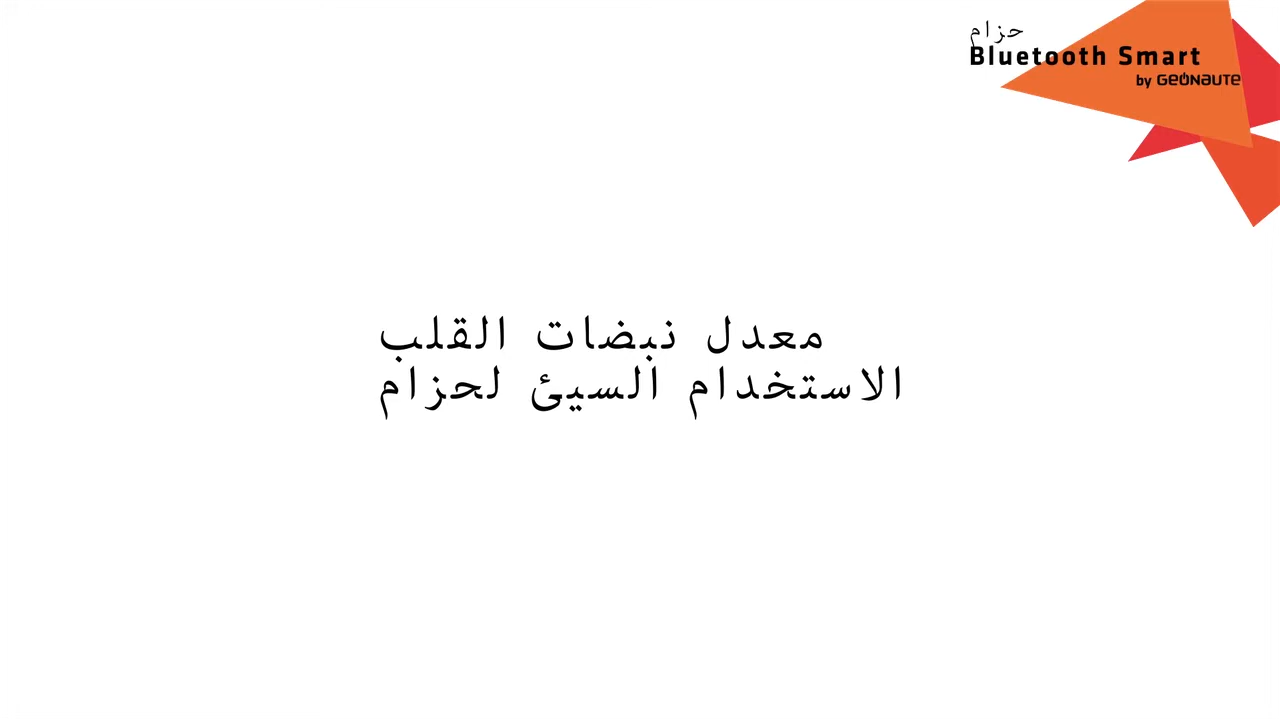 حزام
Bluetooth Smart
by GEONAUTE
معدل نبضات القلب
الاستخدام السيئ لحزام